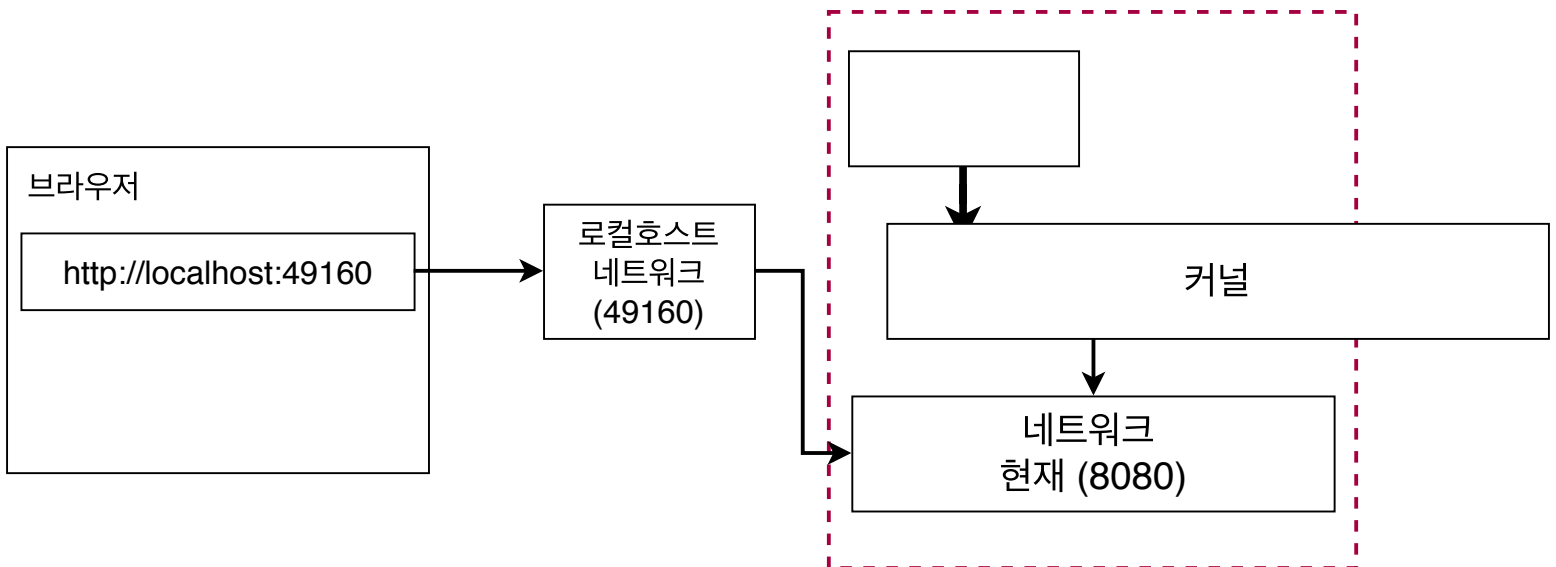 브라우저
http://localhost:49160
로컬호스트
네트워크
(49160)
커널
네트워크
현재 (8080)